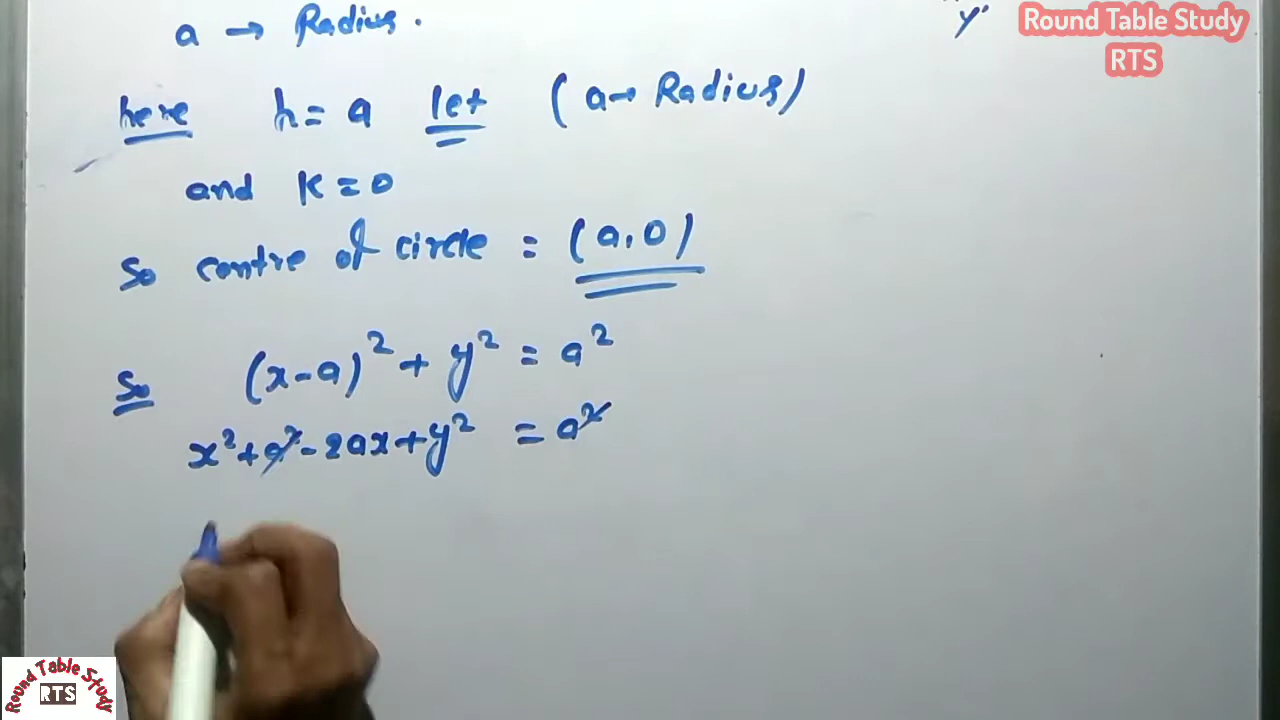 a → Radius.
y'
Round Table Study
RTS
here h = a let (a → Radius)
and k = 0
So centre of circle = (a, 0)
So (x-a)² + y² = a²
x² + a² - 2ax + y² = a²
Round Table Study
RTS